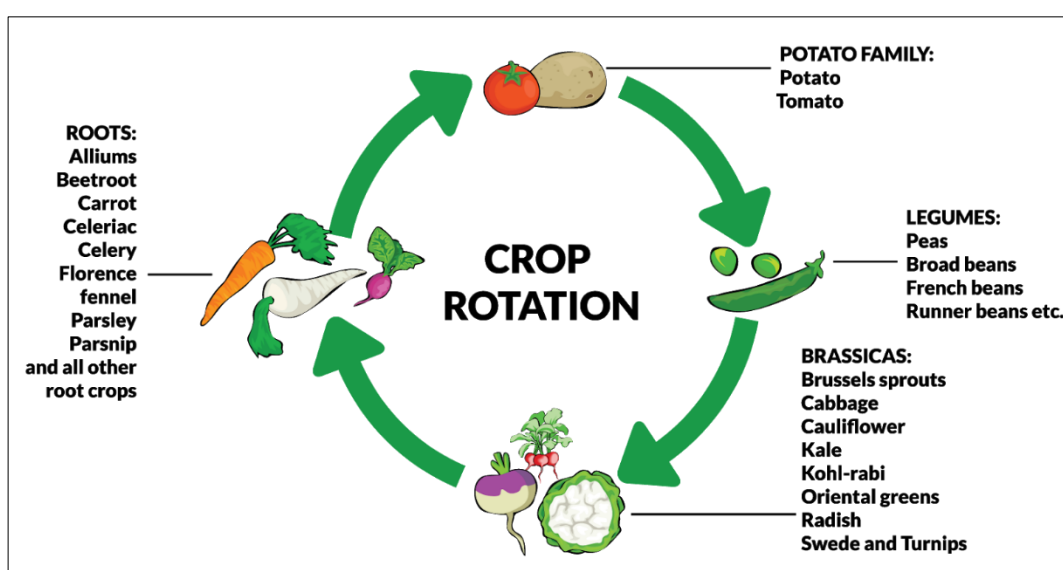 POTATO FAMILY:
Potato
Tomato
ROOTS:
Alliums
Beetroot
Carrot
Celeriac
Celery
Florence
fennel
Parsley
Parsnip
and all other
root crops
CROP
ROTATION
LEGUMES:
Peas
Broad beans
French beans
Runner beans etc.
BRASSICAS:
Brussels sprouts
Cabbage
Cauliflower
Kale
Kohl-rabi
Oriental greens
Radish
Swede and Turnips